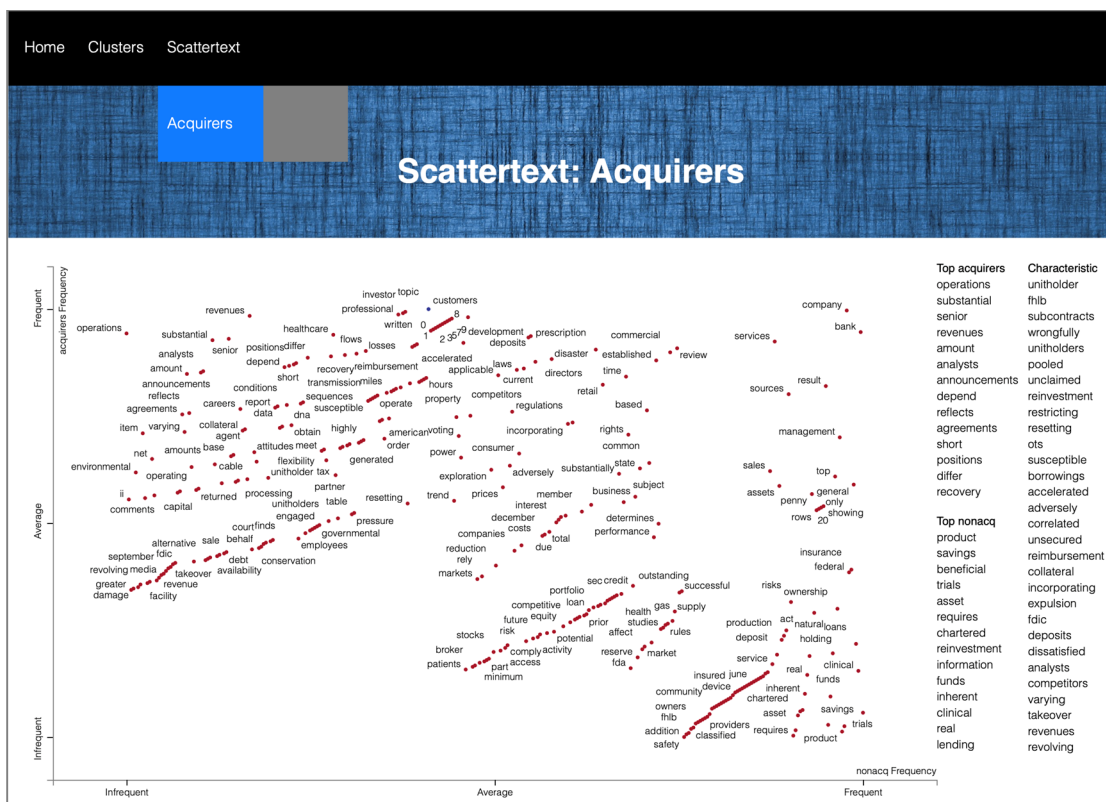 Home Clusters Scattertext
Acquirers
Scattertext: Acquirers
acquirers Frequency
Frequent
Average
Infrequent
investor topic
professional customers
written 0 8
1 2 3 5 7 9
revenues
operations
substantial
senior
healthcare
flows
losses
positions differ
analysts
amount
depend
short
recovery reimbursement
accelerated
development
deposits
prescription
commercial
services
company
bank
announcements
reflects
conditions
transmission miles
hours
applicable
laws
current
disaster
directors
established
review
time
result
agreements
careers
report
data
sequences
dna
susceptible
operate
property
competitors
retail
sources
item
varying
collateral
agent
obtain
highly
american
order
voting
regulations
incorporating
based
rights
common
management
net
amounts
base
attitudes
meet
generated
power
consumer
environmental
operating
cable
flexibility
unitholder tax
partner
exploration
adversely
substantially
state
sales
top
ii
comments
capital
returned
processing
unitholders
table
resetting
trend
prices
member
interest
business
subject
assets
penny
general
only
showing
rows 20
engaged
pressure
governmental
employees
december
costs
companies
total
due
determines
performance
alternative
sale
court
behalf
finds
september
fdic
debt
conservation
availability
reduction
rely
markets
insurance
federal
revolving media
takeover
greater
revenue
damage
facility
portfolio
sec credit
outstanding
successful
competitive
loan
future
equity
prior
health
gas
studies
supply
affect
rules
potential
risks
ownership
stocks
risk
broker
comply
activity
patients
part
access
minimum
reserve
fda
market
production
act
natural
loans
deposit
holding
service
real
clinical
funds
insured june
community
device
inherent
chartered
owners
fhlb
providers
asset
savings
addition
classified
safety
requires
product
trials
nonacq Frequency
Infrequent Average Frequent
Top acquirers
operations
substantial
senior
revenues
amount
analysts
announcements
depend
reflects
agreements
short
positions
differ
recovery
Top nonacq
product
savings
beneficial
trials
asset
requires
chartered
reinvestment
information
funds
inherent
clinical
real
lending
Characteristic
unitholder
fhlb
subcontracts
wrongfully
unitholders
pooled
unclaimed
reinvestment
restricting
resetting
ots
susceptible
borrowings
accelerated
adversely
correlated
unsecured
reimbursement
collateral
incorporating
expulsion
fdic
deposits
dissatisfied
analysts
competitors
varying
takeover
revenues
revolving